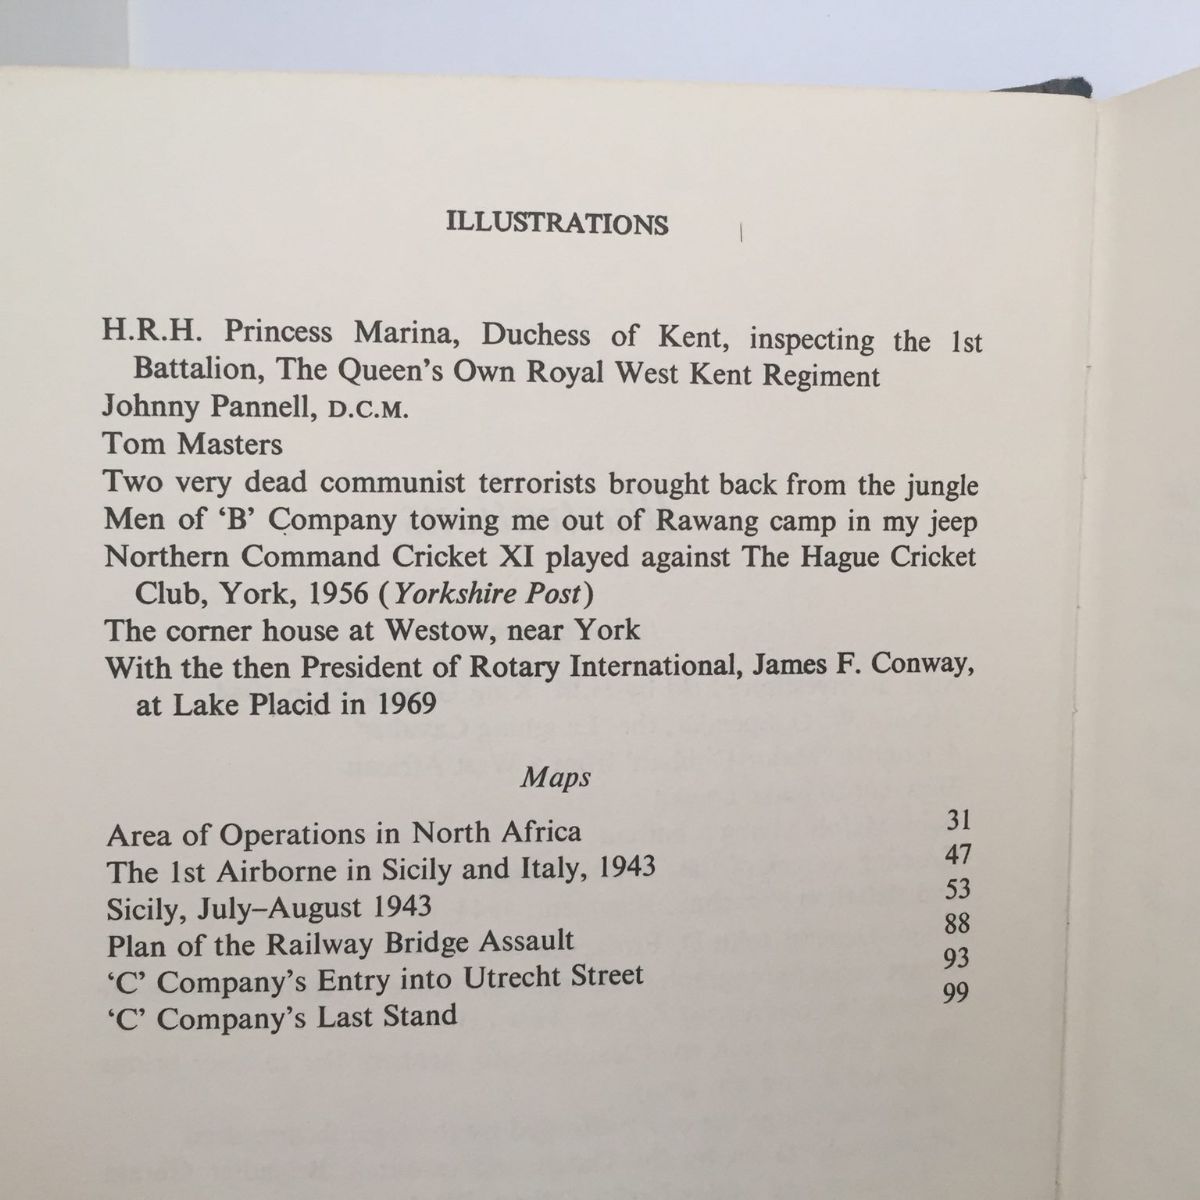 ILLUSTRATIONS
H.R.H. Princess Marina, Duchess of Kent, inspecting the 1st
Battalion, The Queen's Own Royal West Kent Regiment
Johnny Pannell, D.C.M.
Tom Masters
Two very dead communist terrorists brought back from the jungle
Men of ‘B’ Company towing me out of Rawang camp in my jeep
Northern Command Cricket XI played against The Hague Cricket
Club, York, 1956 (Yorkshire Post)
The corner house at Westow, near York
With the then President of Rotary International, James F. Conway,
at Lake Placid in 1969
Maps
Area of Operations in North Africa 31
The 1st Airborne in Sicily and Italy, 1943 47
Sicily, July–August 1943 53
Plan of the Railway Bridge Assault 88
‘C’ Company's Entry into Utrecht Street 93
‘C’ Company's Last Stand 99